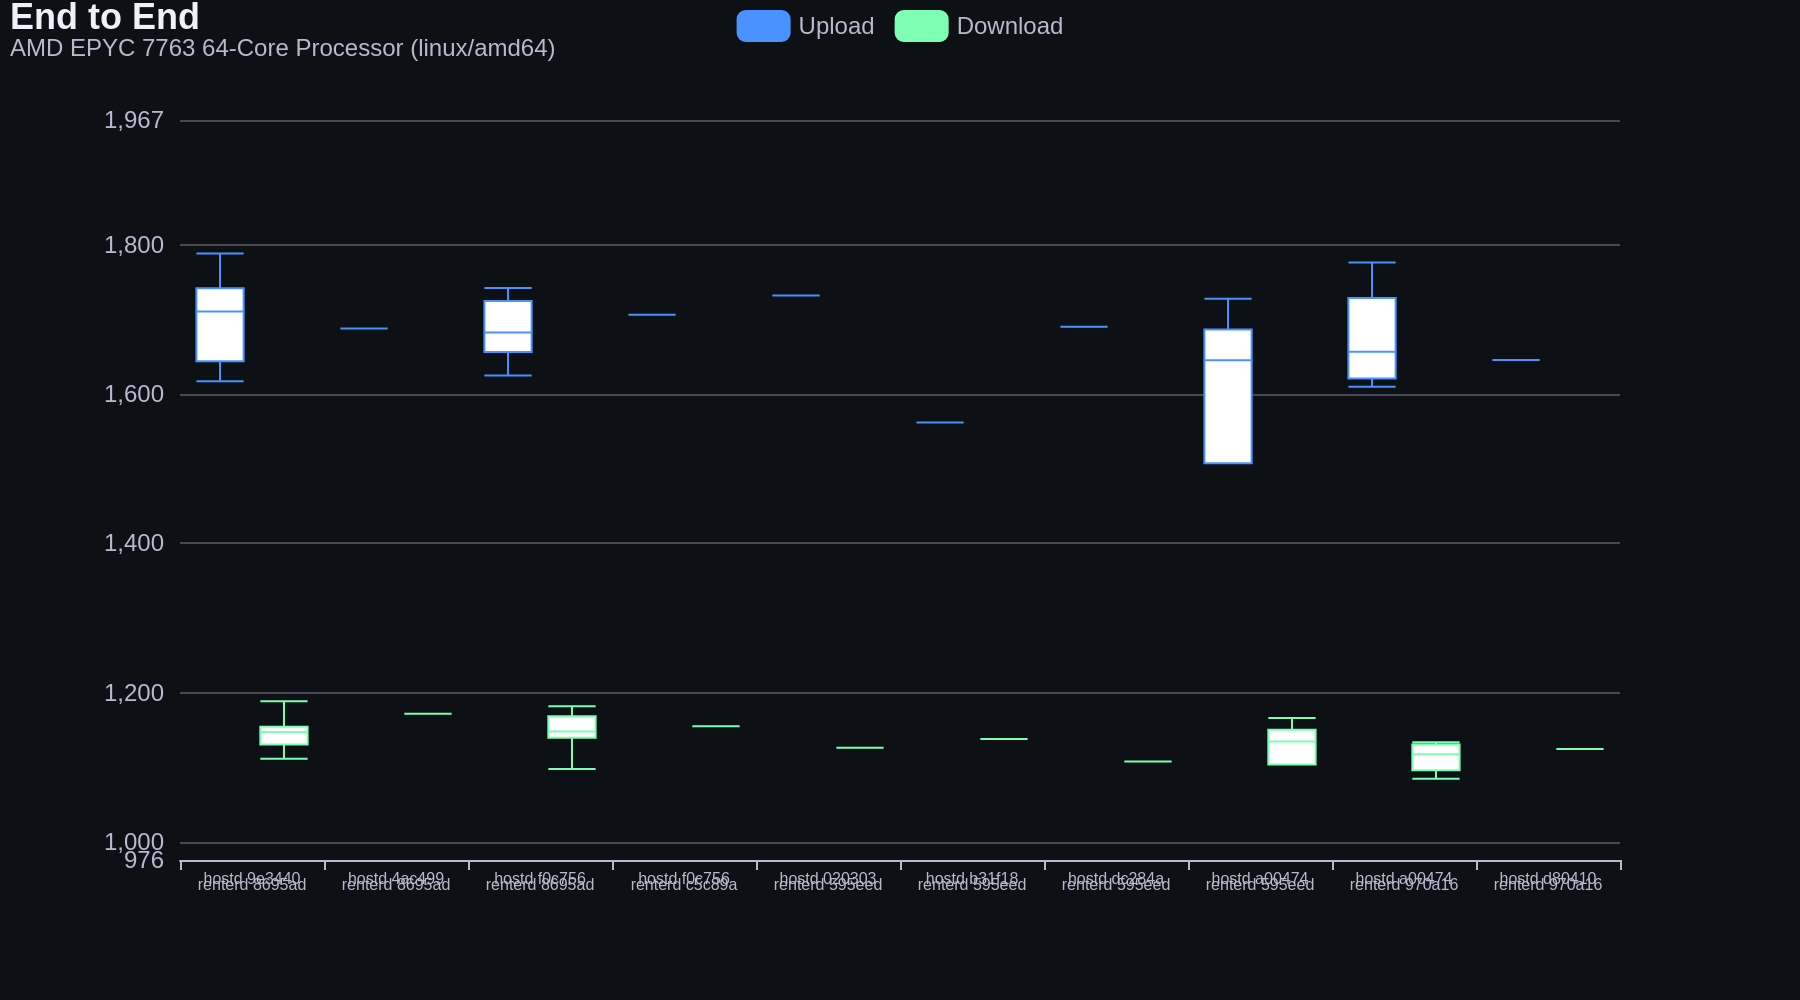 End to End
AMD EPYC 7763 64-Core Processor (linux/amd64)
Upload
Download
1,967
1,800
1,600
1,400
1,200
1,000
976
hostd 9e3440
renterd 8695ad
hostd 4ac499
renterd 8695ad
hostd f0c756
renterd 8695ad
hostd f0c756
renterd c5c89a
hostd 020303
renterd 595eed
hostd b31f18
renterd 595eed
hostd dc284a
renterd 595eed
hostd a00474
renterd 595eed
hostd a00474
renterd 970a16
hostd d80410
renterd 970a16